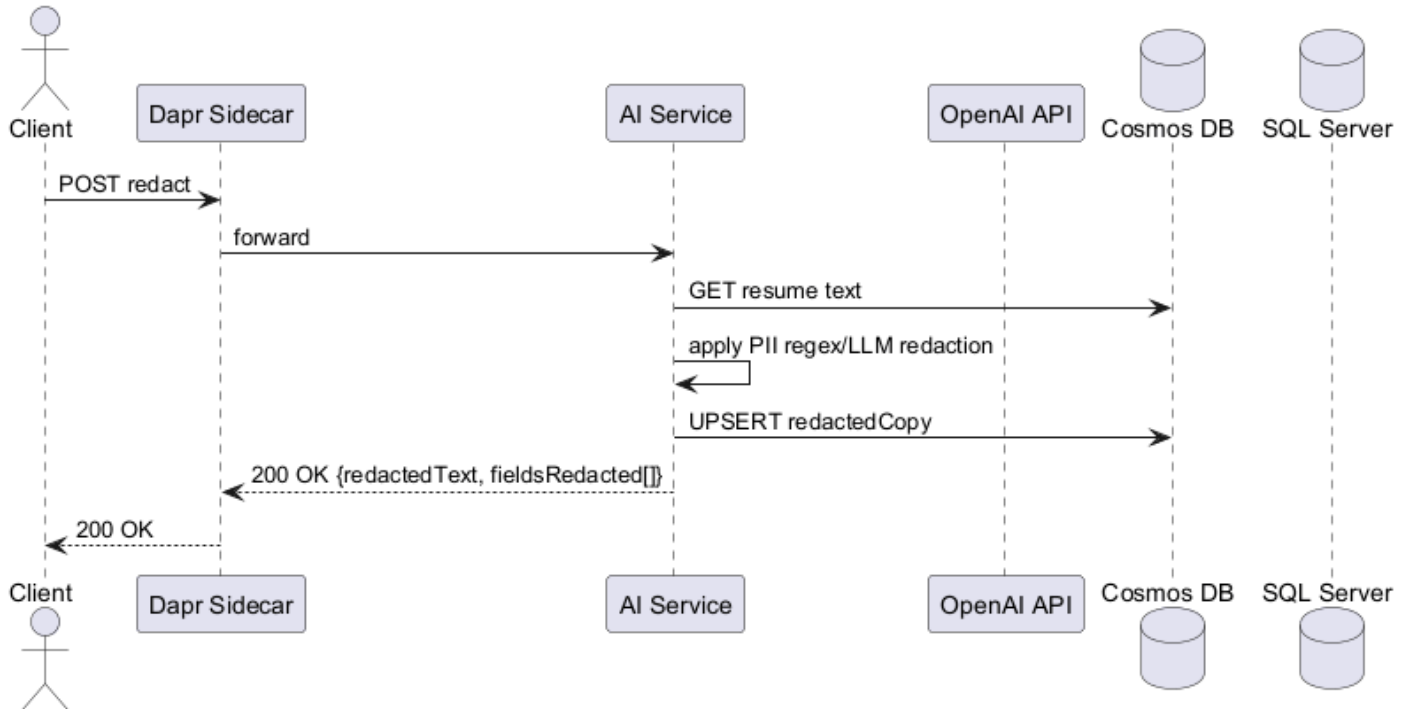 Client
Dapr Sidecar
AI Service
OpenAI API
Cosmos DB
SQL Server
POST redact
forward
GET resume text
apply PII regex/LLM redaction
UPSERT redactedCopy
200 OK {redactedText, fieldsRedacted[]}
200 OK
Client
Dapr Sidecar
AI Service
OpenAI API
Cosmos DB
SQL Server